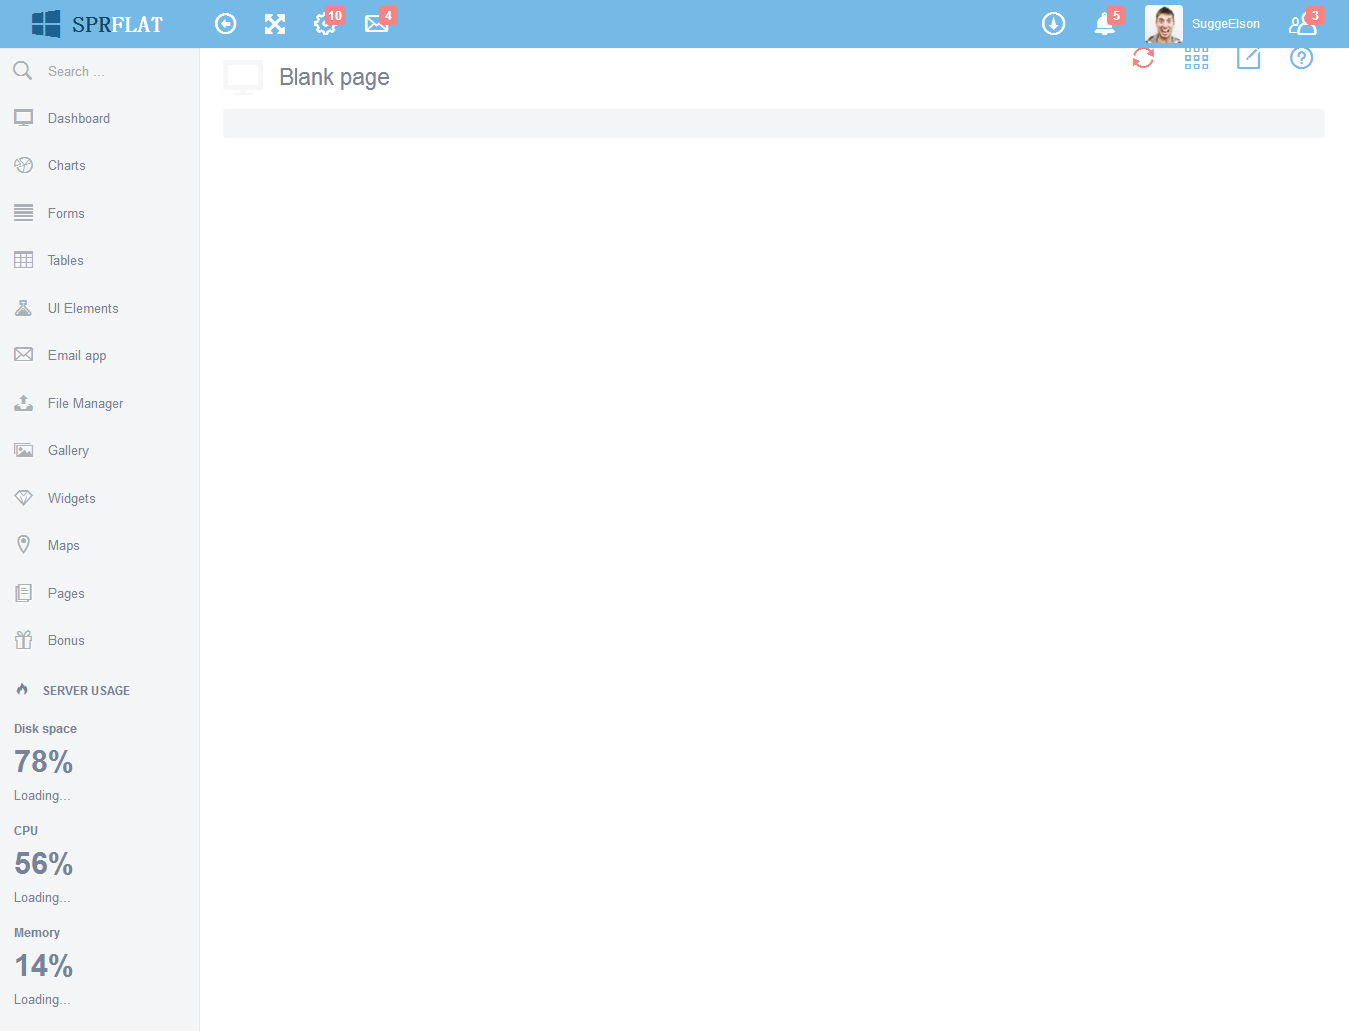 SPRFLAT
10
4
5
SuggeElson
3
Search ...
Blank page
Dashboard
Charts
Forms
Tables
UI Elements
Email app
File Manager
Gallery
Widgets
Maps
Pages
Bonus
SERVER USAGE
Disk space
78%
Loading...
CPU
56%
Loading...
Memory
14%
Loading...